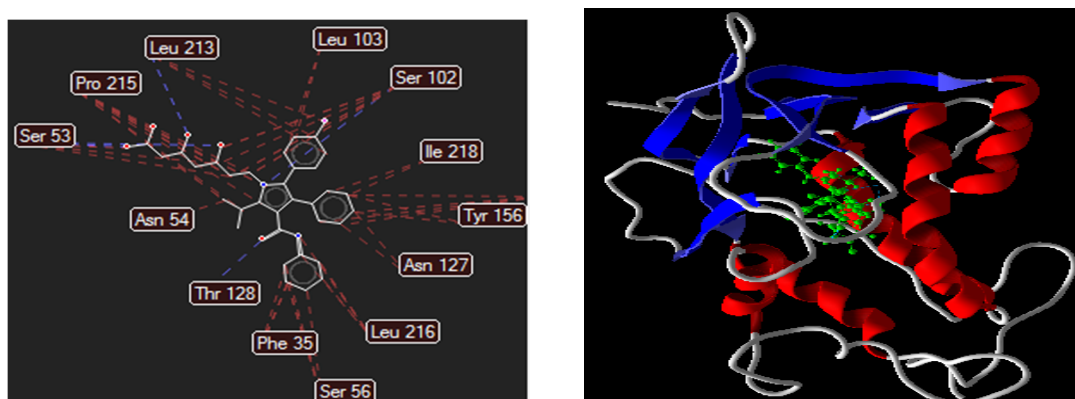 Leu 213
Leu 103
Pro 215
Ser 102
Ser 53
Ile 218
Asn 54
Tyr 156
Asn 127
Thr 128
Leu 216
Phe 35
Ser 56